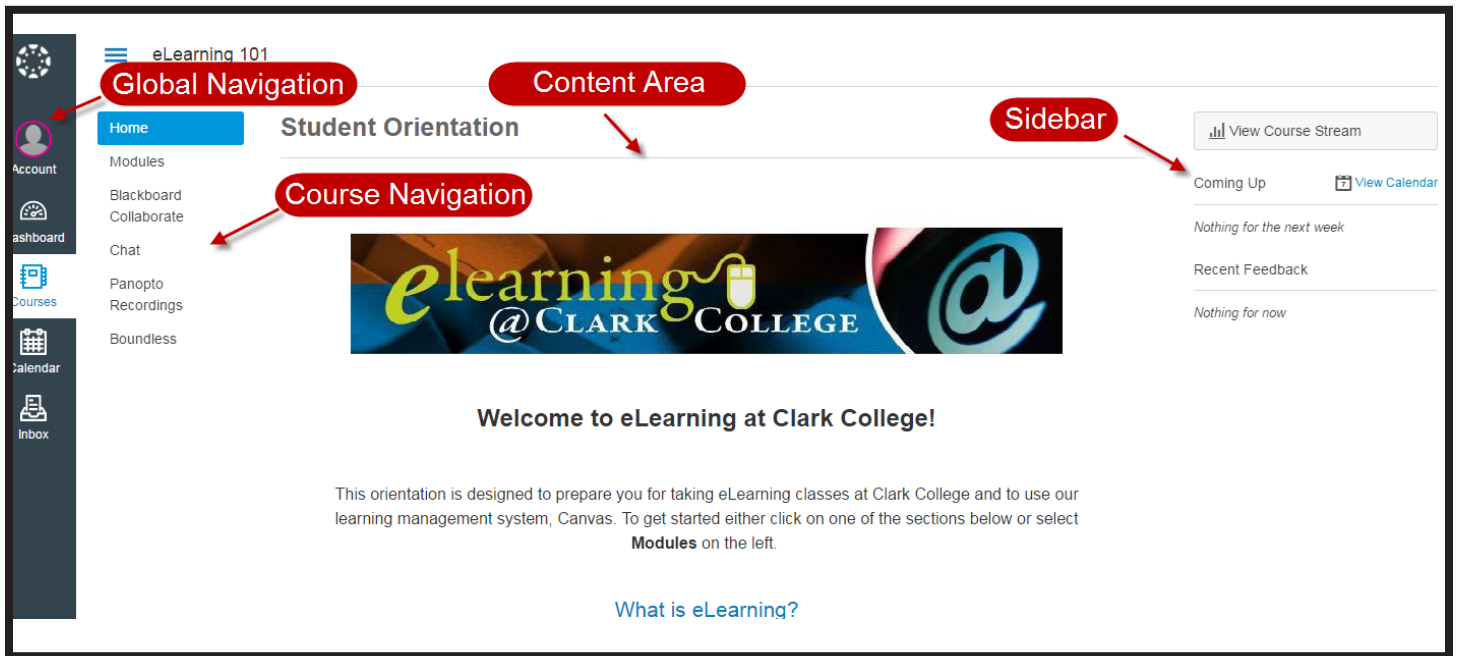 eLearning 101
Global Navigation
Content Area
Sidebar
Course Navigation
Account
ashboard
Courses
Calendar
Inbox
Home
Modules
Blackboard
Collaborate
Chat
Panopto
Recordings
Boundless
Student Orientation
elearning
@CLARK COLLEGE
@
Welcome to eLearning at Clark College!
This orientation is designed to prepare you for taking eLearning classes at Clark College and to use our
learning management system, Canvas. To get started either click on one of the sections below or select
Modules on the left.
What is eLearning?
View Course Stream
Coming Up 7 View Calendar
Nothing for the next week
Recent Feedback
Nothing for now